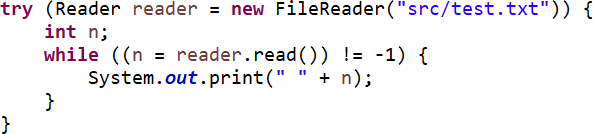 try (Reader reader = new FileReader("src/test.txt")) {
    int n;
    while ((n = reader.read()) != -1) {
        System.out.print(" " + n);
    }
}